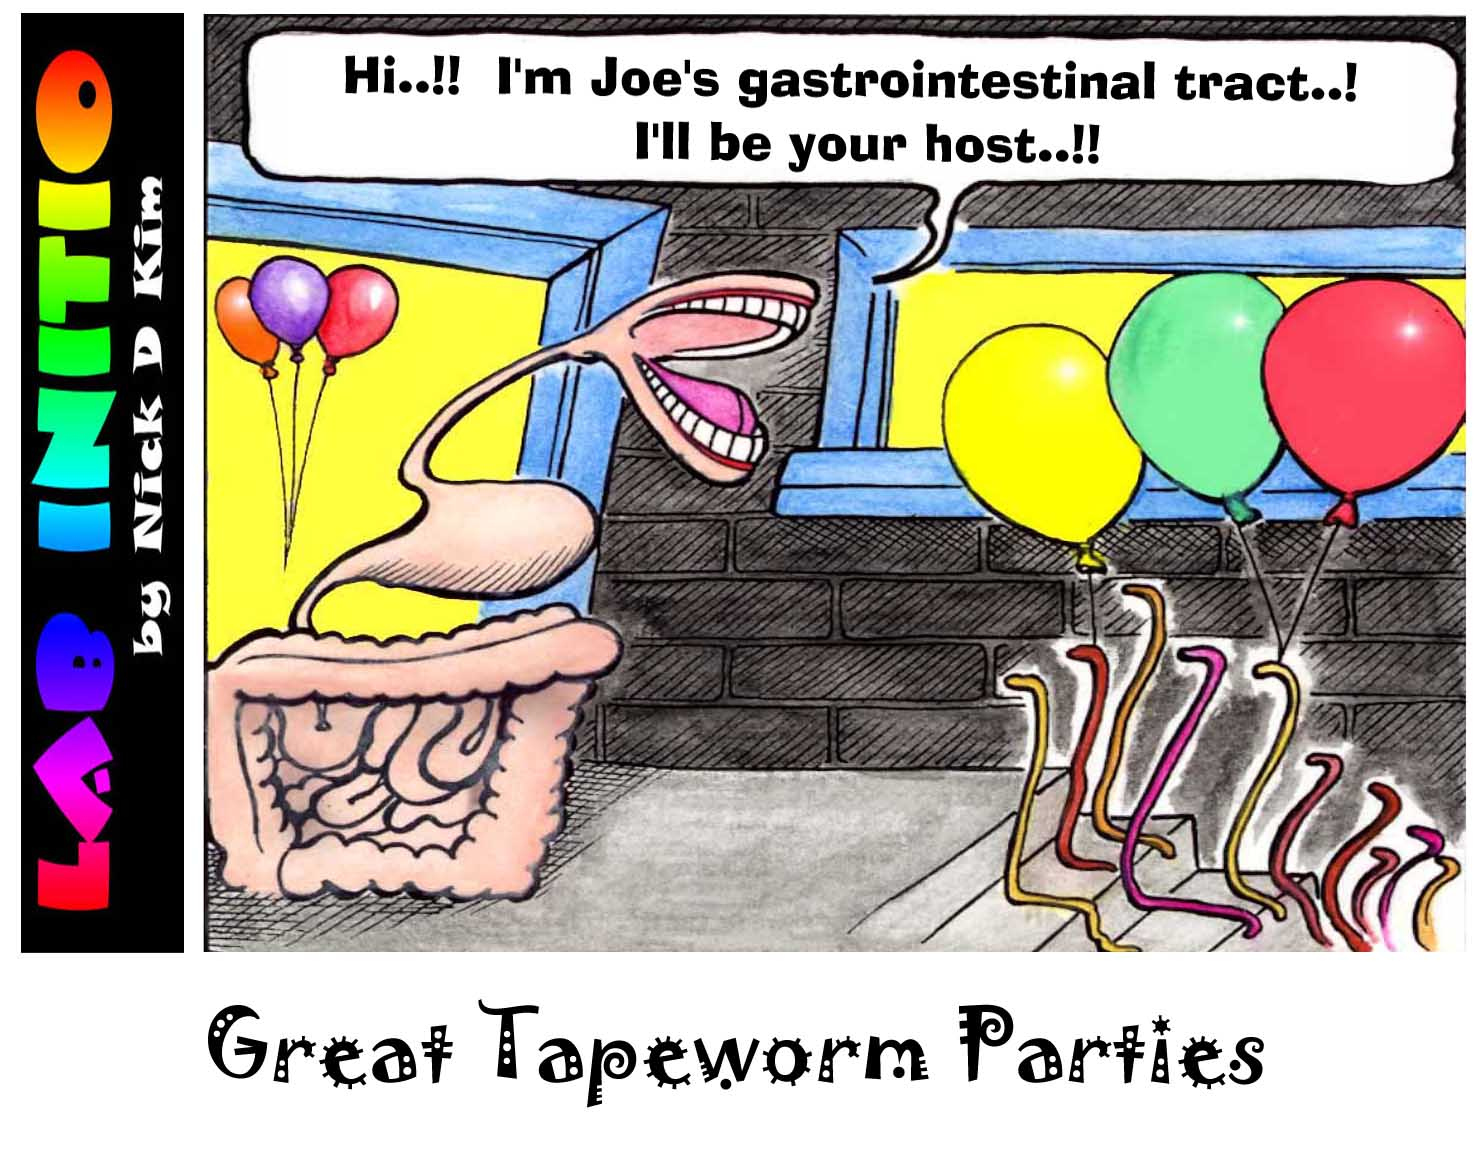 LAB INITIO
by Nick D Kim
Hi..!! I'm Joe's gastrointestinal tract..!
I'll be your host..!!
Great Tapeworm Parties